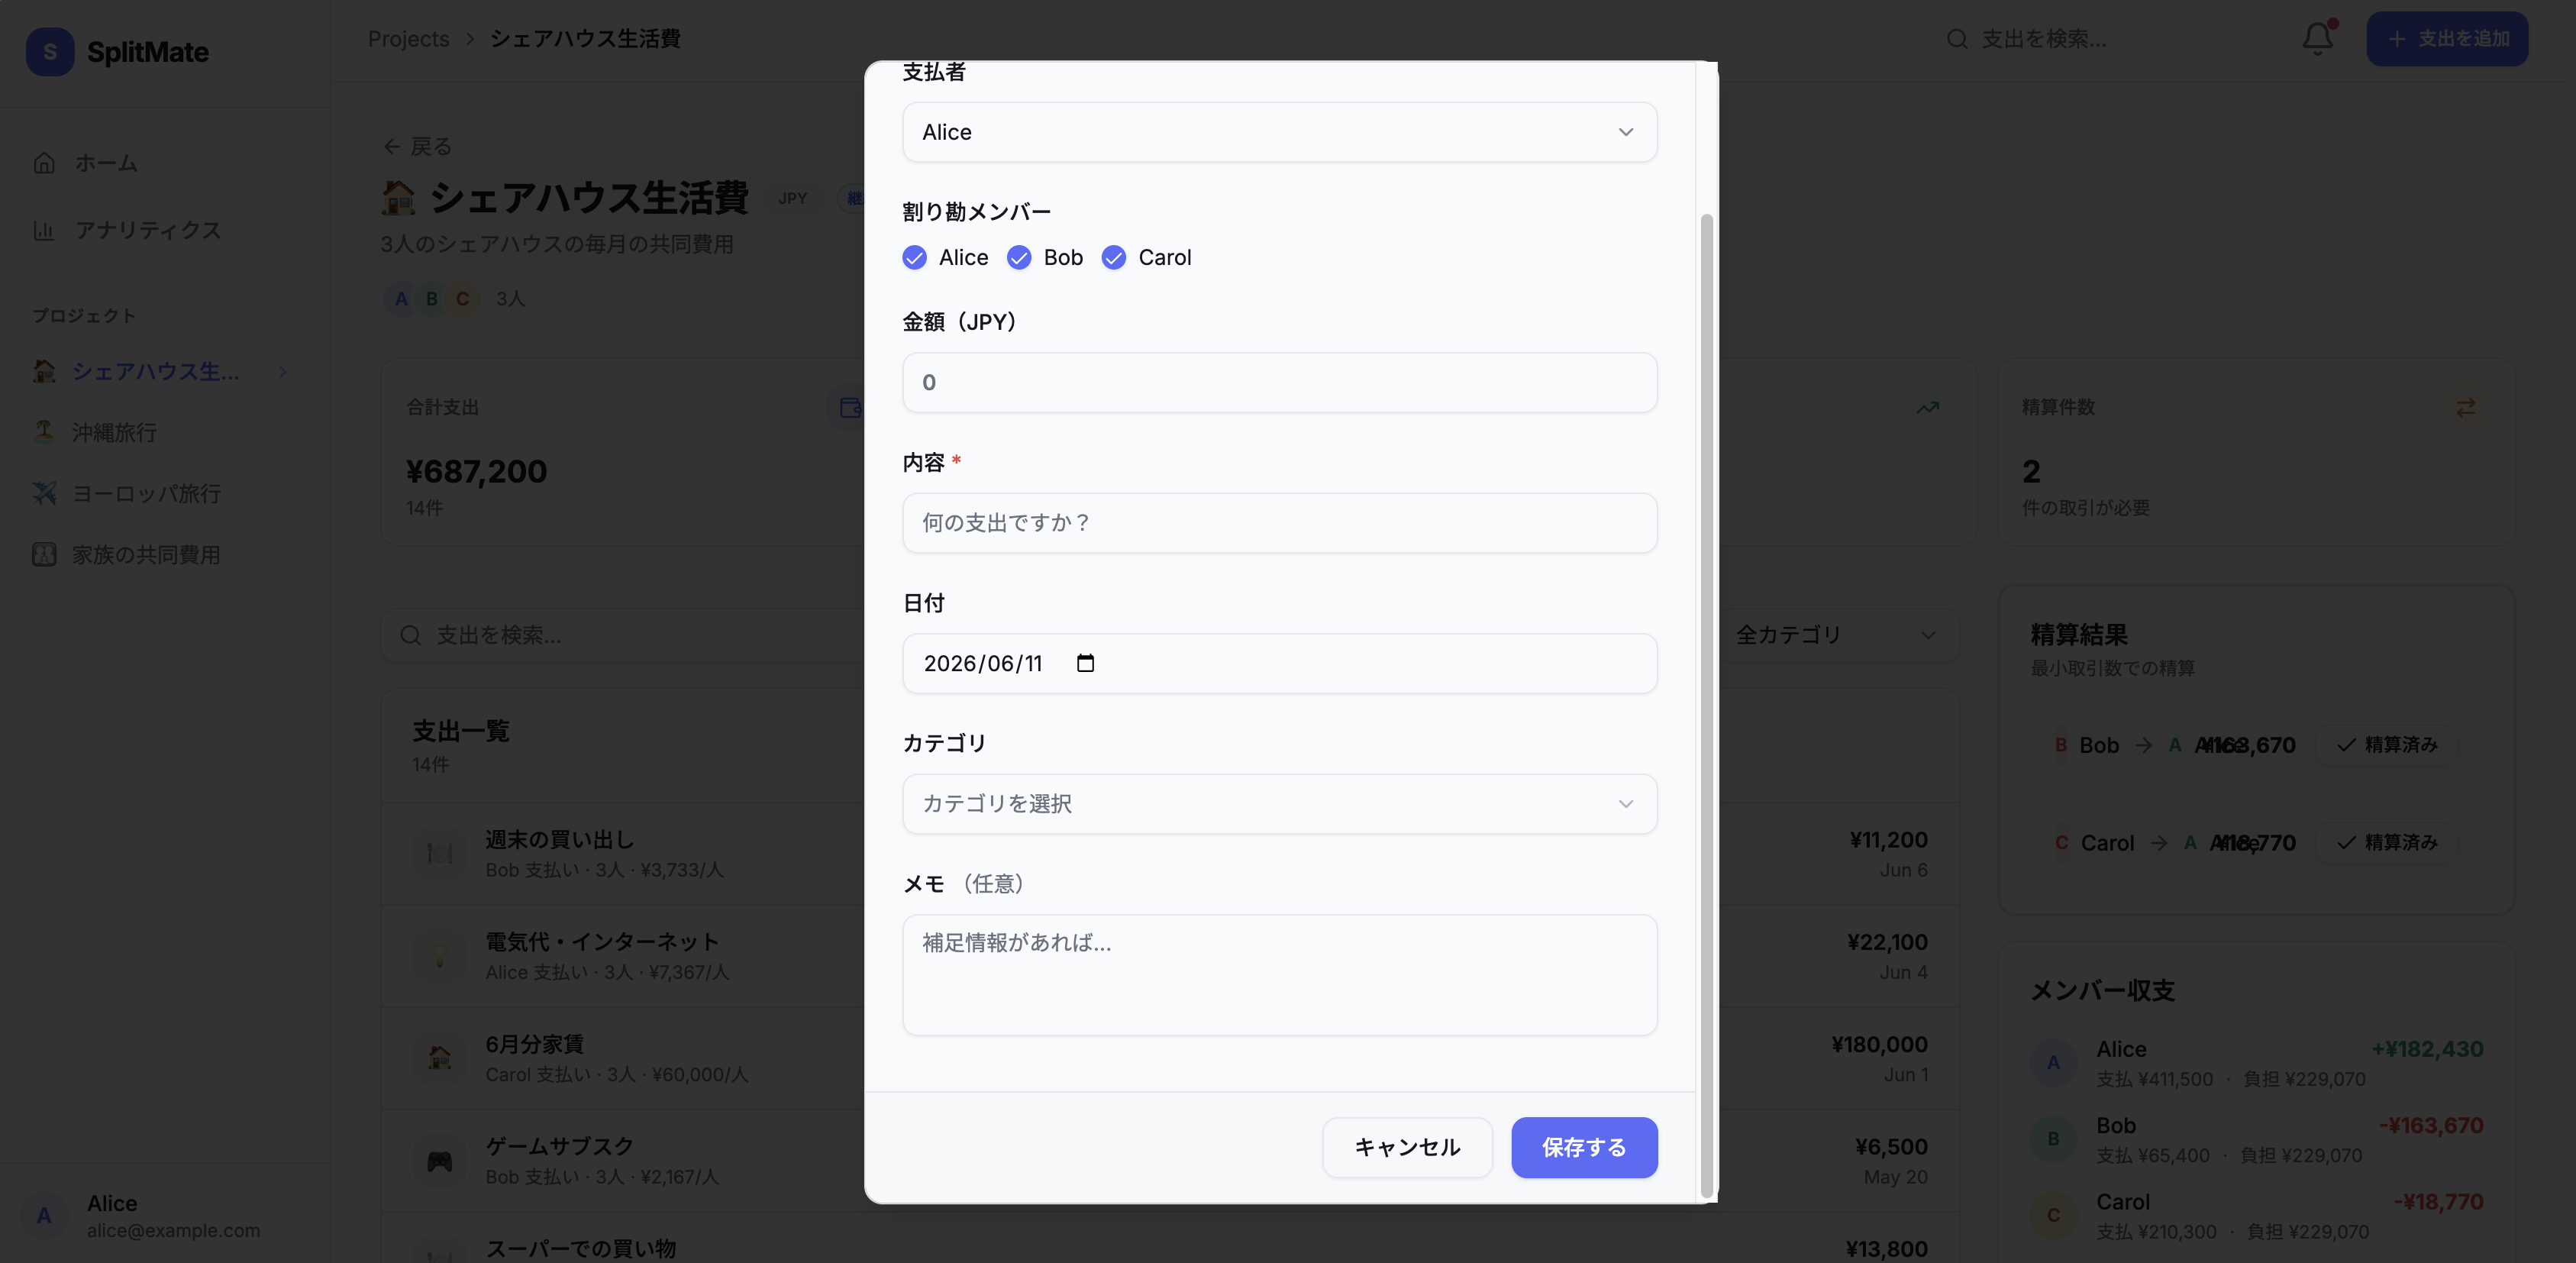 S SplitMate
Projects > シェアハウス生活費
支出を検索...
+ 支出を追加
ホーム
アナリティクス
プロジェクト
シェアハウス生...
沖縄旅行
ヨーロッパ旅行
家族の共同費用
A Alice
alice@example.com
← 戻る
シェアハウス生活費 JPY 継
3人のシェアハウスの毎月の共同費用
A B C 3人
合計支出
¥687,200
14件
精算件数
2
件の取引が必要
支出を検索...
全カテゴリ
支出一覧
14件
週末の買い出し
Bob 支払い · 3人 · ¥3,733/人
¥11,200
Jun 6
電気代・インターネット
Alice 支払い · 3人 · ¥7,367/人
¥22,100
Jun 4
6月分家賃
Carol 支払い · 3人 · ¥60,000/人
¥180,000
Jun 1
ゲームサブスク
Bob 支払い · 3人 · ¥2,167/人
¥6,500
May 20
スーパーでの買い物
¥13,800
精算結果
最小取引数での精算
B Bob → A Alice ¥163,670 精算済み
C Carol → A Alice ¥18,770 精算済み
メンバー収支
A Alice +¥182,430
支払 ¥411,500 · 負担 ¥229,070
B Bob -¥163,670
支払 ¥65,400 · 負担 ¥229,070
C Carol -¥18,770
支払 ¥210,300 · 負担 ¥229,070
支払者
Alice
割り勘メンバー
Alice Bob Carol
金額（JPY）
0
内容 *
何の支出ですか？
日付
2026/06/11
カテゴリ
カテゴリを選択
メモ （任意）
補足情報があれば...
キャンセル
保存する